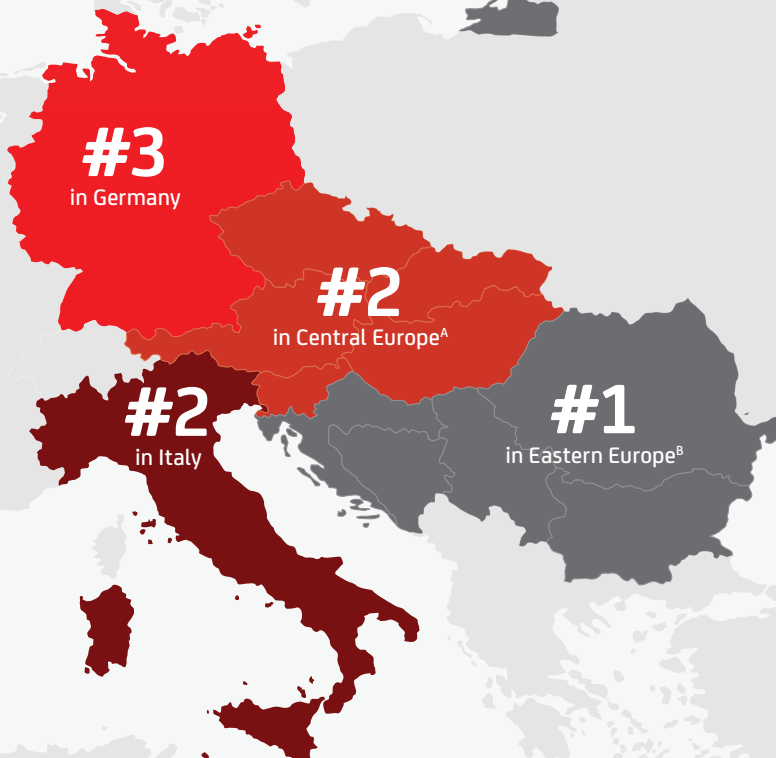 #3
in Germany
#2
in Central Europeᴬ
#2
in Italy
#1
in Eastern Europeᴮ